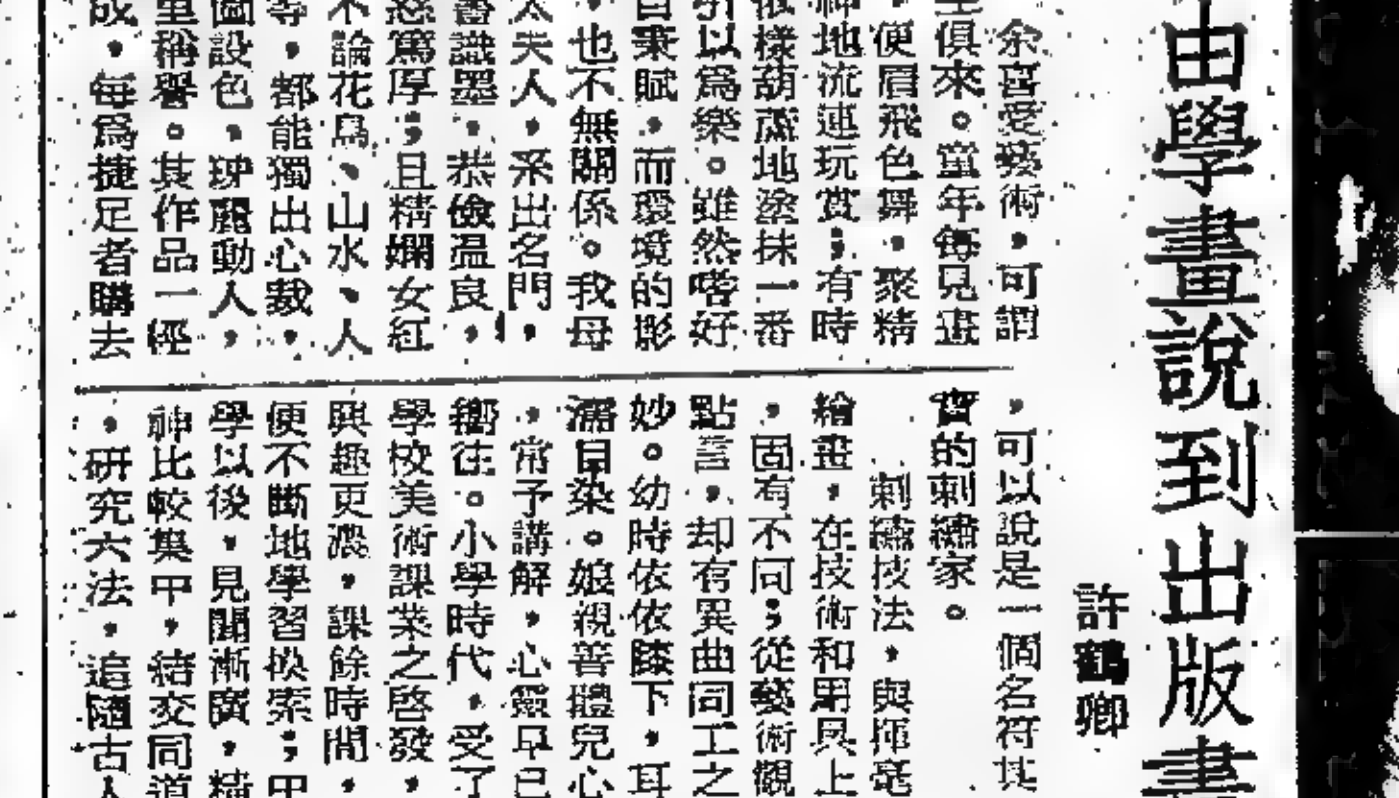 由學畫說到出版畫
許鶴卿
余喜愛藝術，可謂
俱來。童年每見畫
，便眉飛色舞，聚精
神地流連玩賞；有時
依樣葫蘆地塗抹一番
引以爲樂。雖然嗜好
自秉賦，而環境的影
，也不無關係。我母
太夫人，系出名門，
書識墨，恭儉温良，
慈篤厚；且精嫻女紅
不論花鳥、山水、人
等，都能獨出心裁，
圖設色，麗動人，
重稱譽。其作品一經
成，每爲捷足者購去
，可以說是一個名符其
實的刺繡家。
刺繡技法，與揮毫
繪畫，在技術和用具上
，固有不同；從藝術觀
點言，却有異曲同工之
妙。幼時依依膝下，耳
濡目染。娘親善體兒心
，常予講解，心靈早已
嚮往。小學時代，受了
學校美術課業之啓發，
興趣更濃，課餘時間，
便不斷地學習摸索；中
學以後，見聞漸廣，精
神比較集中，結交同道
，研究六法，追隨古人